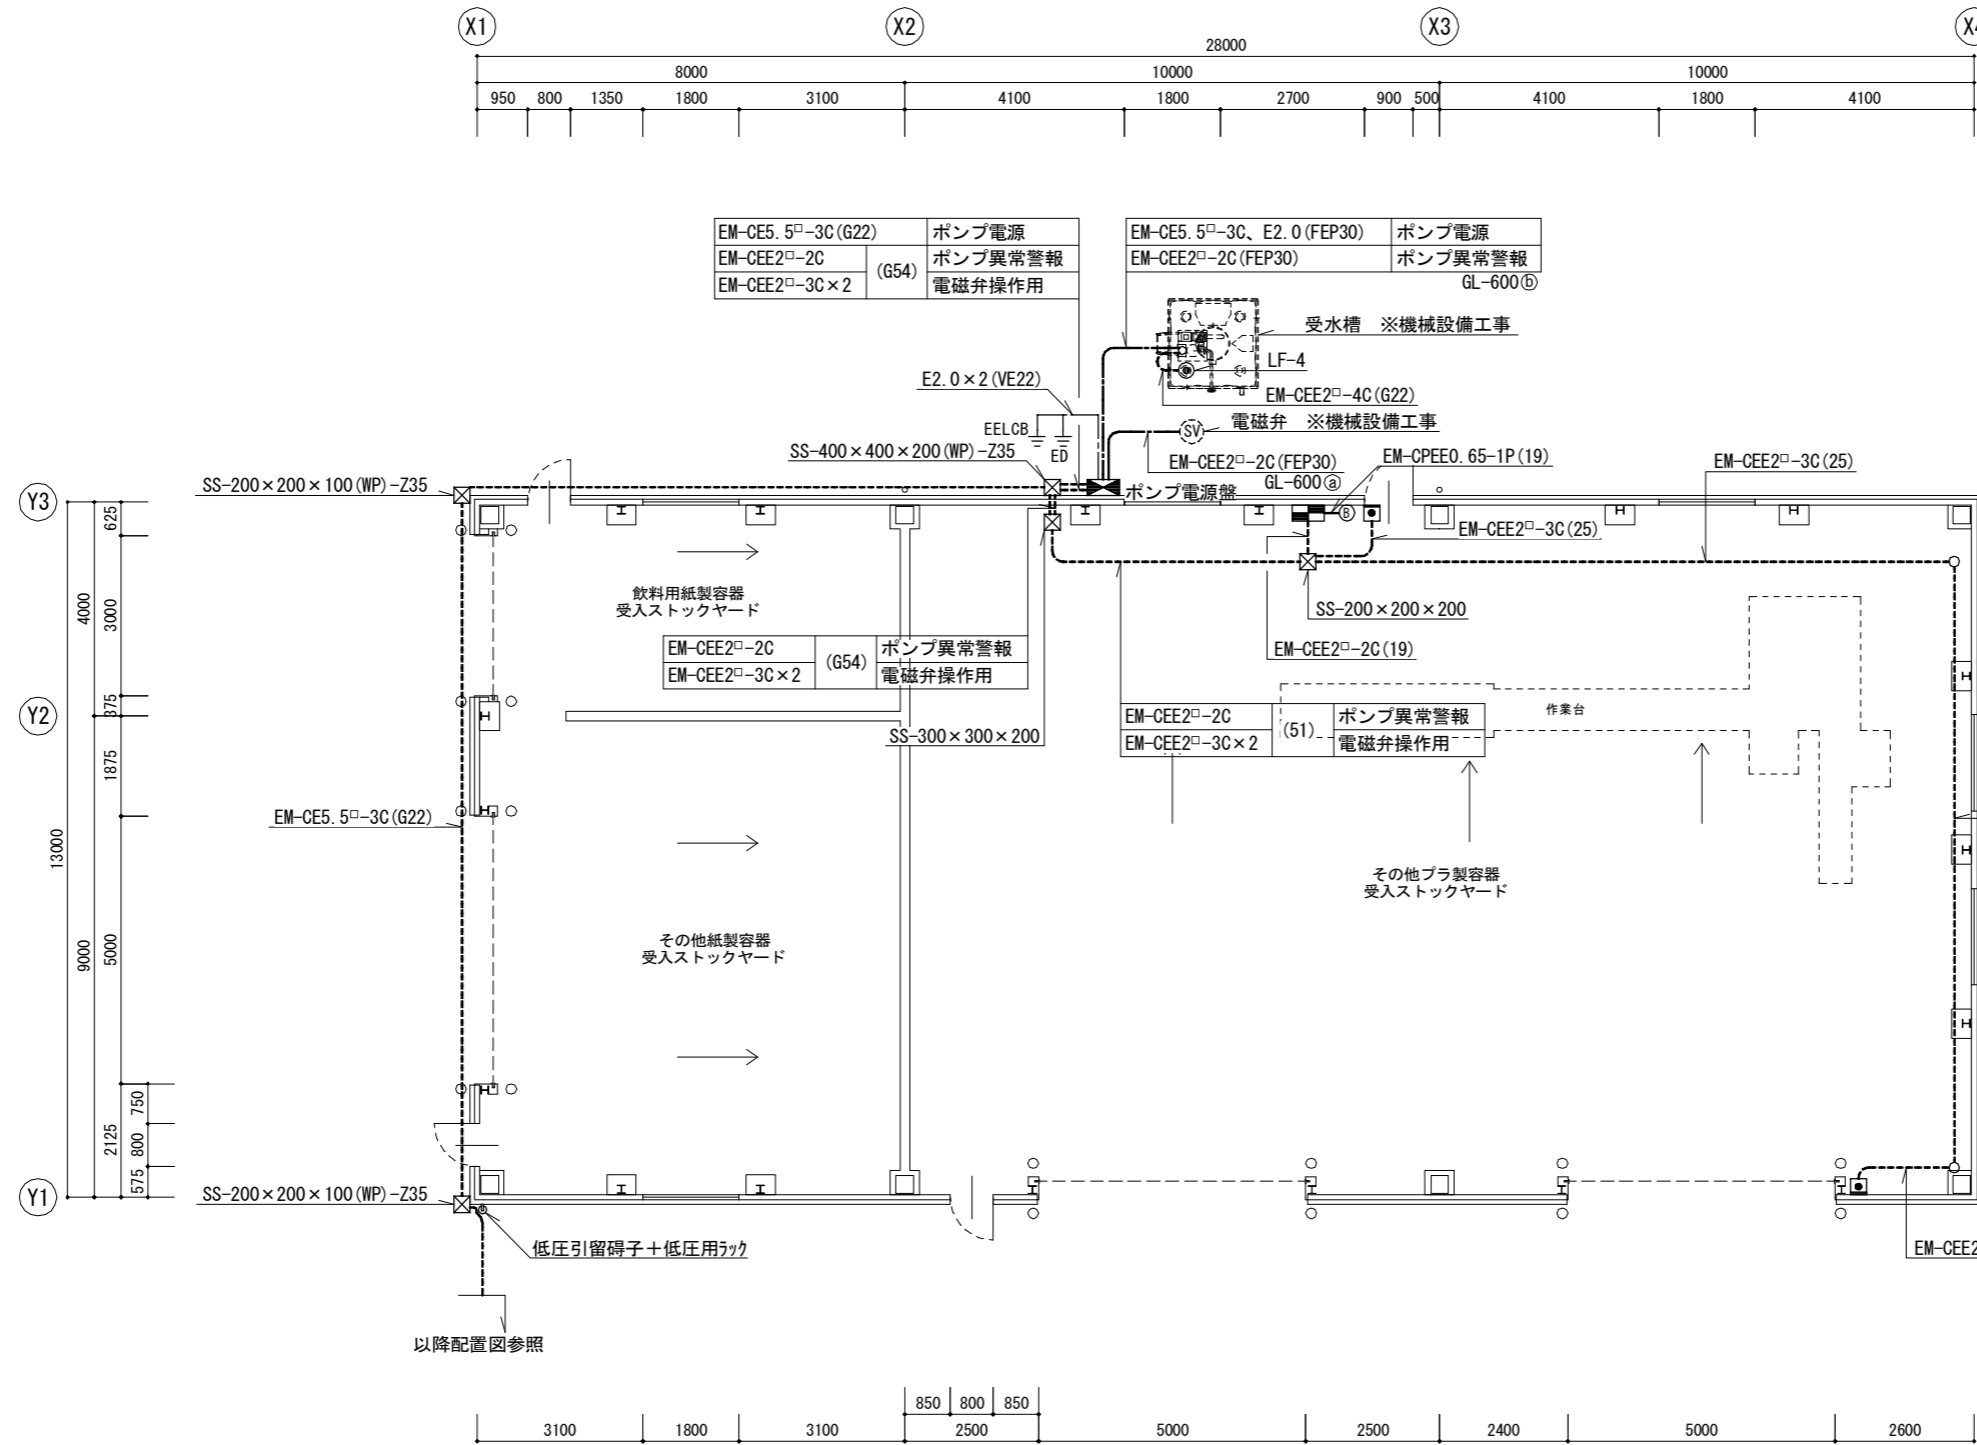 X1 X2 X3 X4
28000
8000 10000 10000
950 800 1350 1800 3100 4100 1800 2700 900 500 4100 1800 4100
EM-CE5.5□-3C(G22) ポンプ電源
EM-CEE2□-2C (G54) ポンプ異常警報
EM-CEE2□-3C×2 電磁弁操作用
EM-CE5.5□-3C、E2.0(FEP30) ポンプ電源
EM-CEE2□-2C(FEP30) ポンプ異常警報
GL-600ⓑ
受水槽 ※機械設備工事
LF-4
E2.0×2(VE22)
EM-CEE2□-4C(G22)
EELCB
ED
SV
電磁弁 ※機械設備工事
SS-400×400×200(WP)-Z35
EM-CEE2□-2C(FEP30)
GL-600ⓐ
EM-CPEE0.65-1P(19)
EM-CEE2□-3C(25)
SS-200×200×100(WP)-Z35
ポンプ電源盤
B
EM-CEE2□-3C(25)
Y3
625
4000
3000
飲料用紙製容器
受入ストックヤード
SS-200×200×200
EM-CEE2□-2C(19)
EM-CEE2□-2C (G54) ポンプ異常警報
EM-CEE2□-3C×2 電磁弁操作用
375
Y2
SS-300×300×200
EM-CEE2□-2C (51) ポンプ異常警報
EM-CEE2□-3C×2 電磁弁操作用
作業台
1875
EM-CE5.5□-3C(G22)
13000
その他プラ製容器
受入ストックヤード
9000
5000
その他紙製容器
受入ストックヤード
750
2125
800
575
Y1
SS-200×200×100(WP)-Z35
低圧引留碍子+低圧用ラック
EM-CEE2
以降配置図参照
850 800 850
3100 1800 3100 2500 5000 2500 2400 5000 2600